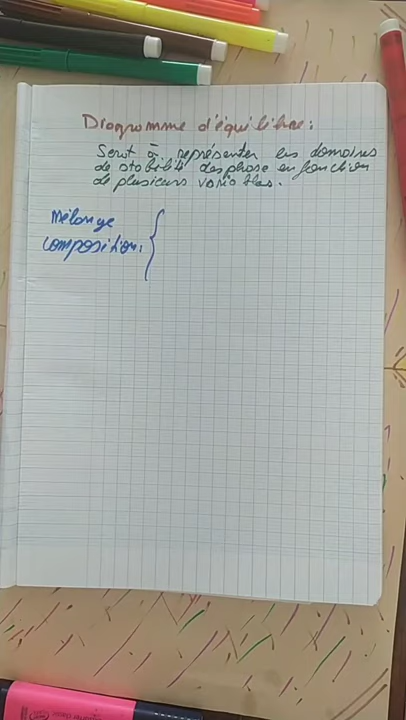 Diagramme d'équilibre:
Sert à représenter les domaines
de stabilité des phase en fonction
de plusieurs variables.
Mélange
composition: